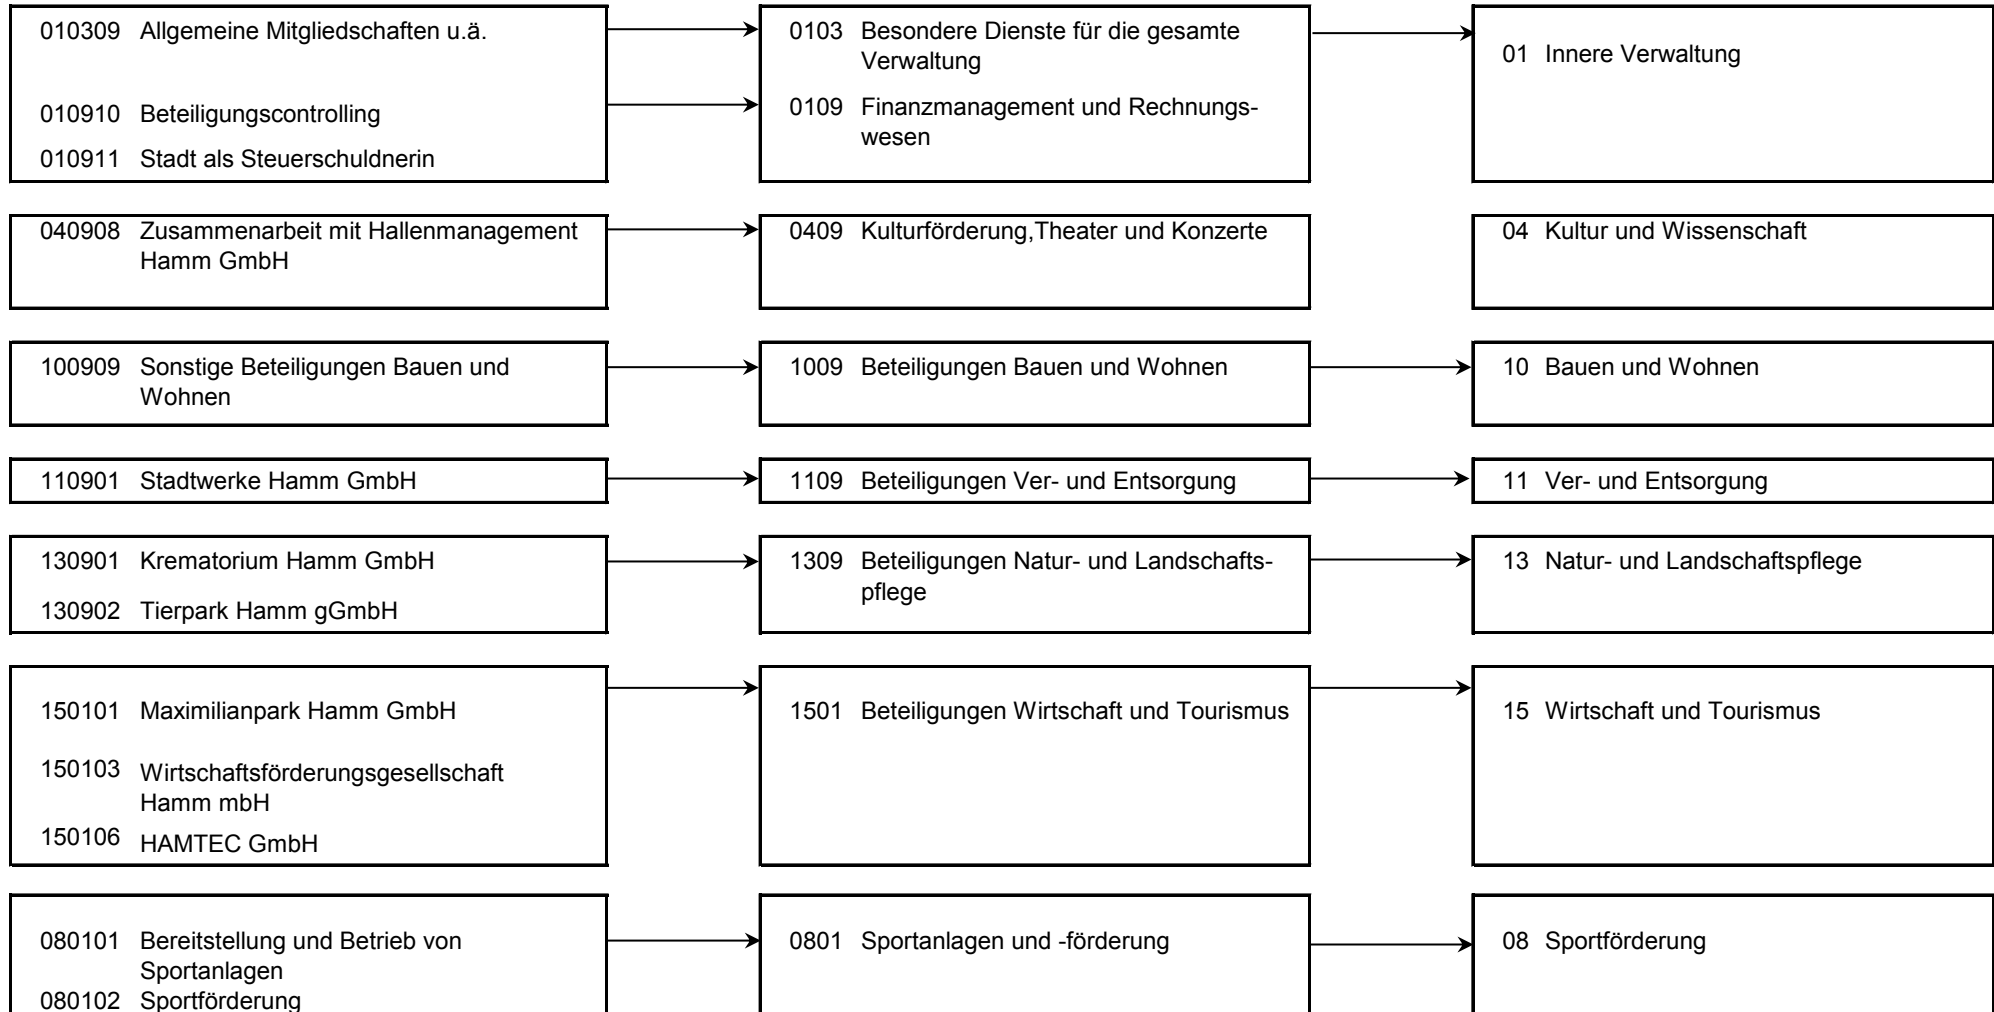 010309 Allgemeine Mitgliedschaften u.ä.
0103 Besondere Dienste für die gesamte
Verwaltung
01 Innere Verwaltung
010910 Beteiligungscontrolling
0109 Finanzmanagement und Rechnungs-
wesen
010911 Stadt als Steuerschuldnerin
040908 Zusammenarbeit mit Hallenmanagement
Hamm GmbH
0409 Kulturförderung,Theater und Konzerte
04 Kultur und Wissenschaft
100909 Sonstige Beteiligungen Bauen und
Wohnen
1009 Beteiligungen Bauen und Wohnen
10 Bauen und Wohnen
110901 Stadtwerke Hamm GmbH
1109 Beteiligungen Ver- und Entsorgung
11 Ver- und Entsorgung
130901 Krematorium Hamm GmbH
130902 Tierpark Hamm gGmbH
1309 Beteiligungen Natur- und Landschafts-
pflege
13 Natur- und Landschaftspflege
150101 Maximilianpark Hamm GmbH
150103 Wirtschaftsförderungsgesellschaft
Hamm mbH
150106 HAMTEC GmbH
1501 Beteiligungen Wirtschaft und Tourismus
15 Wirtschaft und Tourismus
080101 Bereitstellung und Betrieb von
Sportanlagen
080102 Sportförderung
0801 Sportanlagen und -förderung
08 Sportförderung